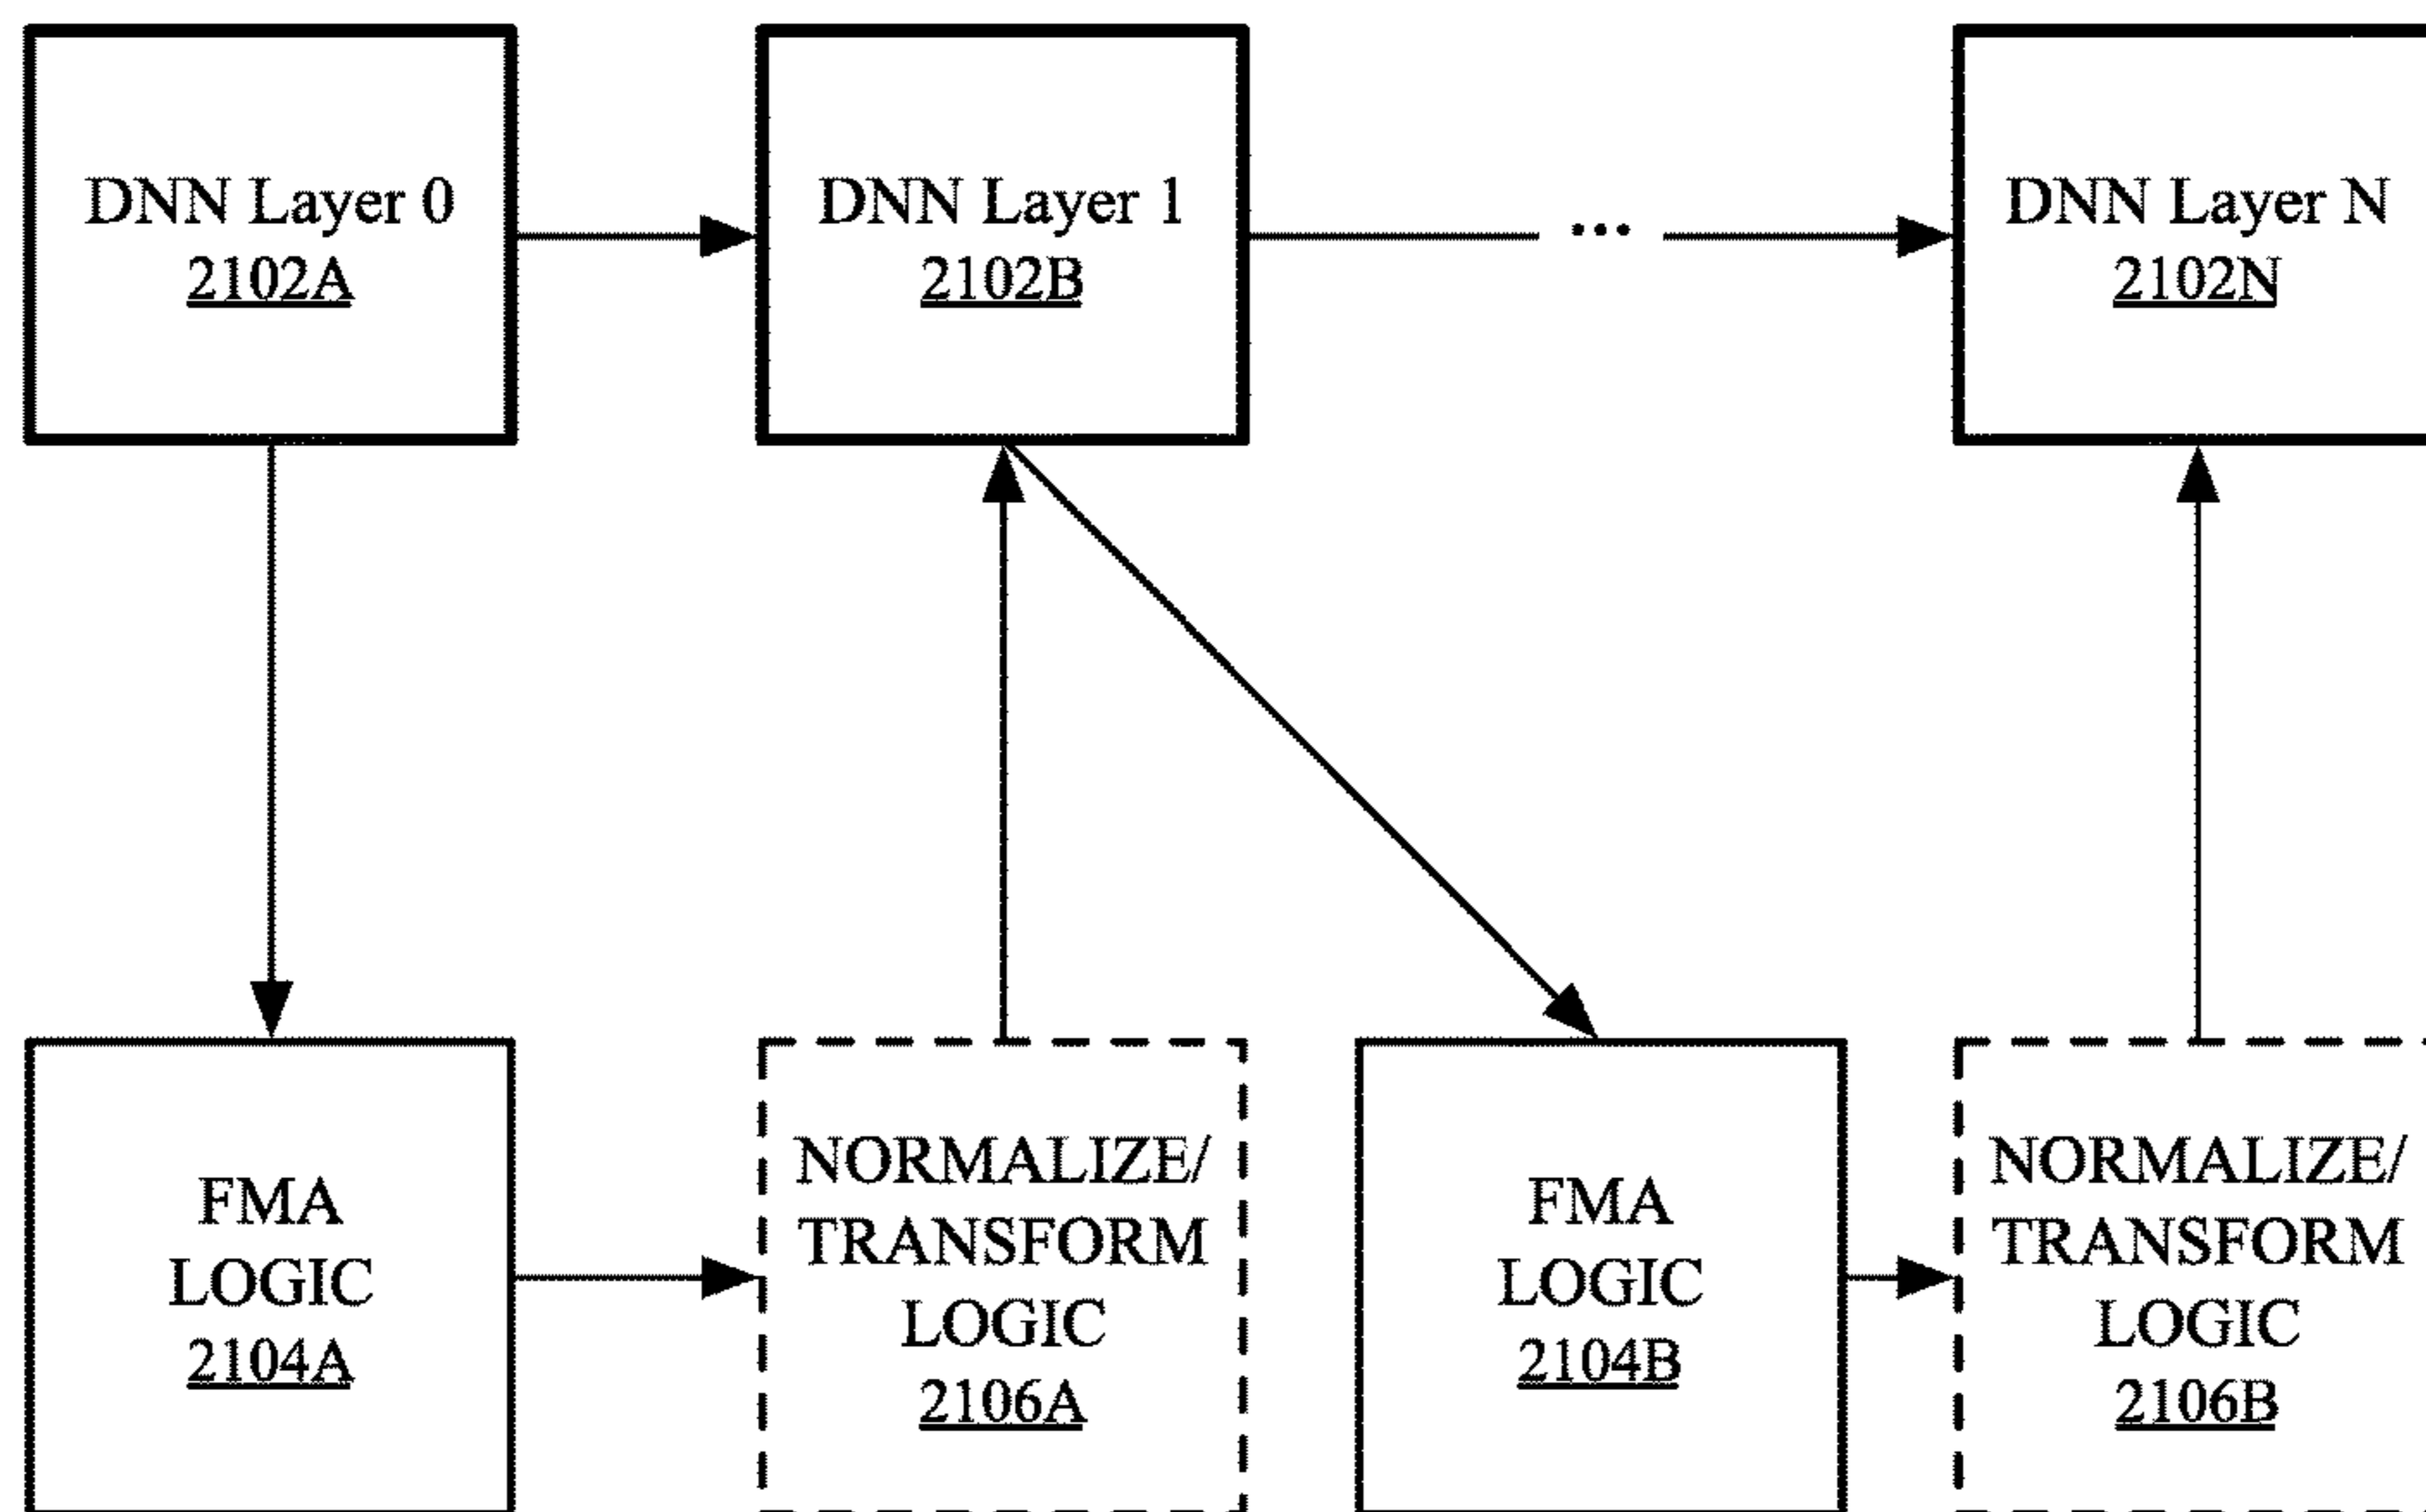 DNN Layer 0
2102A
DNN Layer 1
2102B
...
DNN Layer N
2102N
FMA
LOGIC
2104A
NORMALIZE/
TRANSFORM
LOGIC
2106A
FMA
LOGIC
2104B
NORMALIZE/
TRANSFORM
LOGIC
2106B